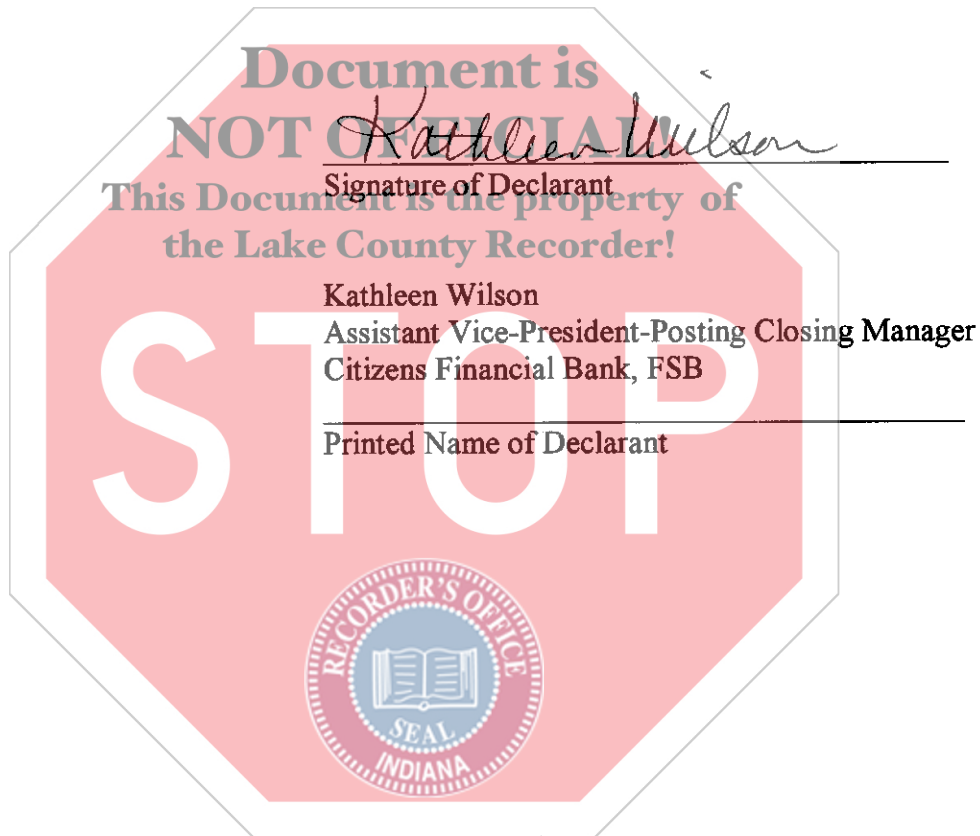 Document is
NOT OFFICIAL!
Kathleen Wilson
Signature of Declarant
This Document is the property of
the Lake County Recorder!
Kathleen Wilson
Assistant Vice-President-Posting Closing Manager
Citizens Financial Bank, FSB
Printed Name of Declarant
STOP
RECORDER'S OFFICE
SEAL
INDIANA